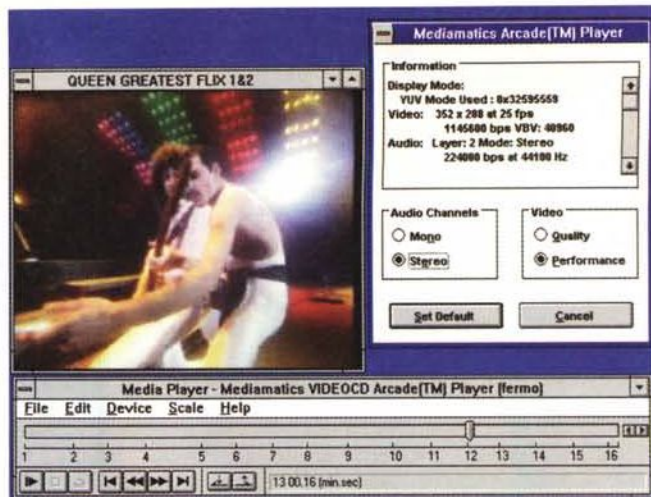 QUEEN GREATEST FLIX 1&2
Mediamatics Arcade(TM) Player
Information
Display Mode:
YUV Mode Used : 0x32595559
Video: 352 x 288 at 25 fps
1145600 bps VBV: 40960
Audio: Layer: 2 Mode: Stereo
224000 bps at 44100 Hz
Audio Channels
Mono
Stereo
Video
Quality
Performance
Set Default
Cancel
Media Player - Mediamatics VIDEOCD Arcade(TM) Player (fermo)
File Edit Device Scale Help
1 2 3 4 5 6 7 8 9 10 11 12 13 14 15 16
13 00.16 (min.sec)